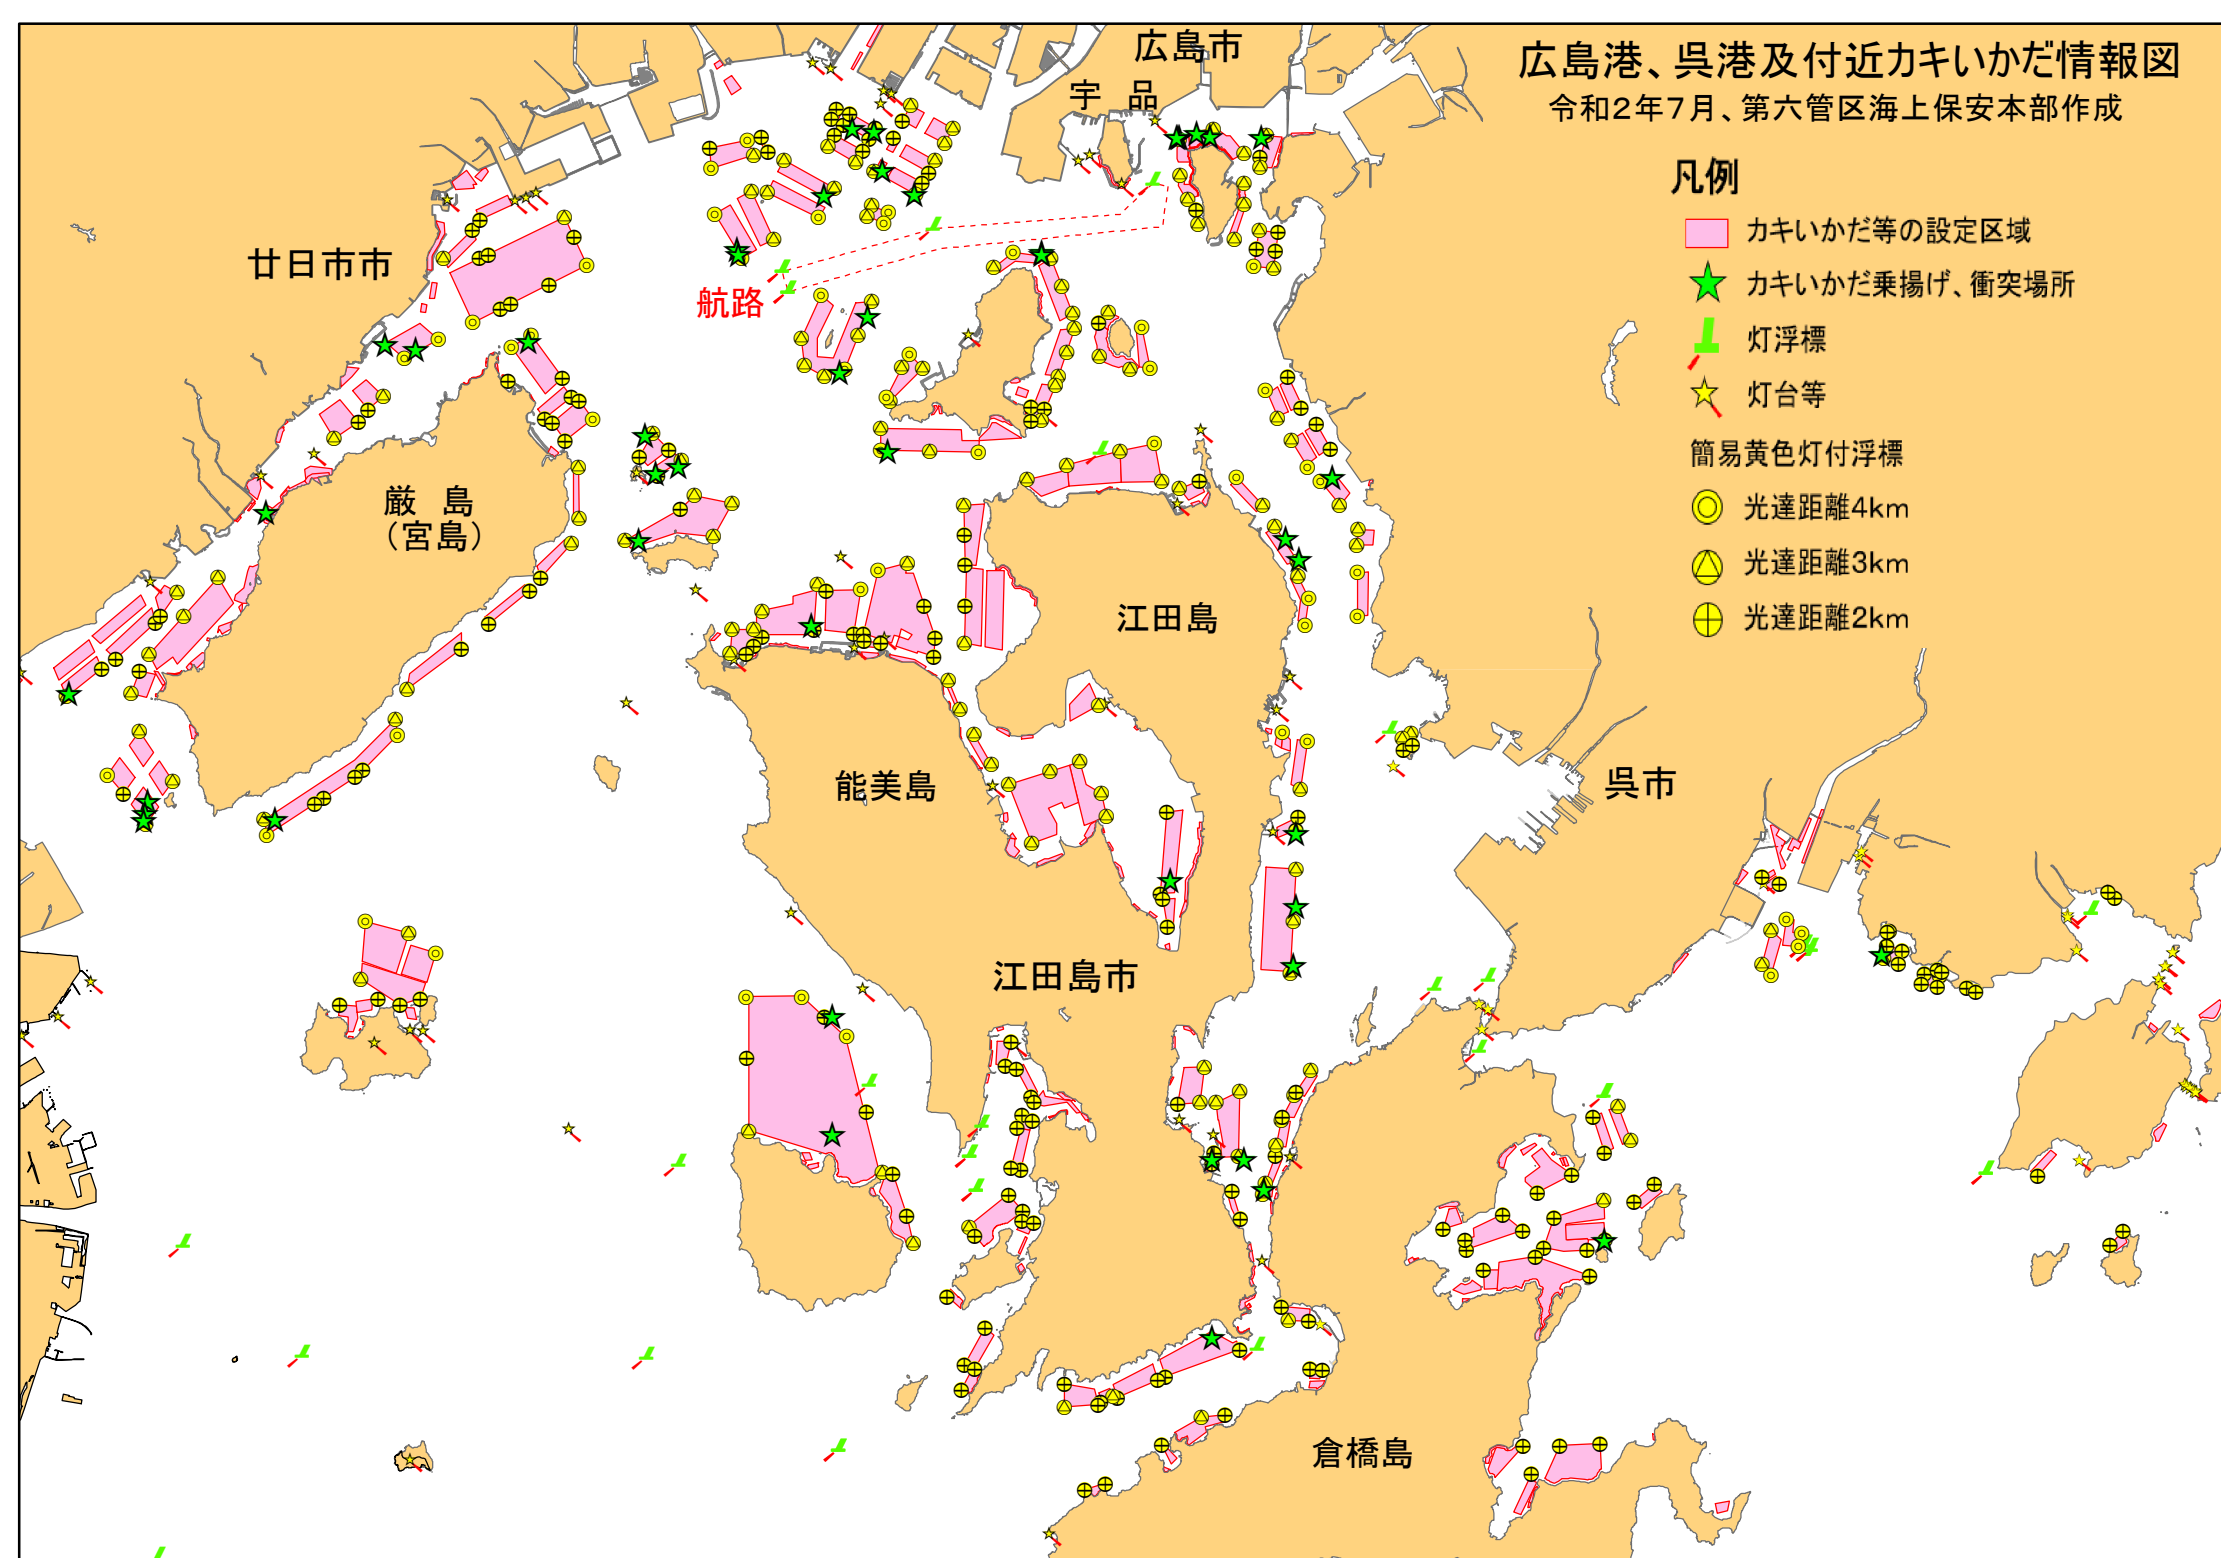 広島港、呉港及付近カキいかだ情報図
令和2年7月、第六管区海上保安本部作成
凡例
カキいかだ等の設定区域
カキいかだ乗揚げ、衝突場所
灯浮標
灯台等
簡易黄色灯付浮標
光達距離4km
光達距離3km
光達距離2km
広島市
宇 品
廿日市市
航路
厳 島
（宮島）
江田島
能美島
呉市
江田島市
倉橋島